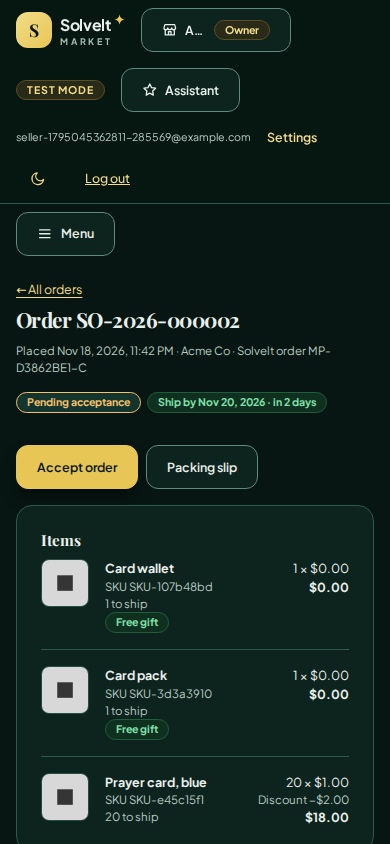 S Solvelt
MARKET
A... Owner
TEST MODE Assistant
seller-1795045362811-285569@example.com Settings
Log out
Menu
←All orders
Order SO-2026-000002
Placed Nov 18, 2026, 11:42 PM · Acme Co · Solvelt order MP-
D3862BE1-C
Pending acceptance Ship by Nov 20, 2026 · in 2 days
Accept order Packing slip
Items
Card wallet 1 × $0.00
SKU SKU-107b48bd $0.00
1 to ship
Free gift
Card pack 1 × $0.00
SKU SKU-3d3a3910 $0.00
1 to ship
Free gift
Prayer card, blue 20 × $1.00
SKU SKU-e45c15f1 Discount −$2.00
20 to ship $18.00